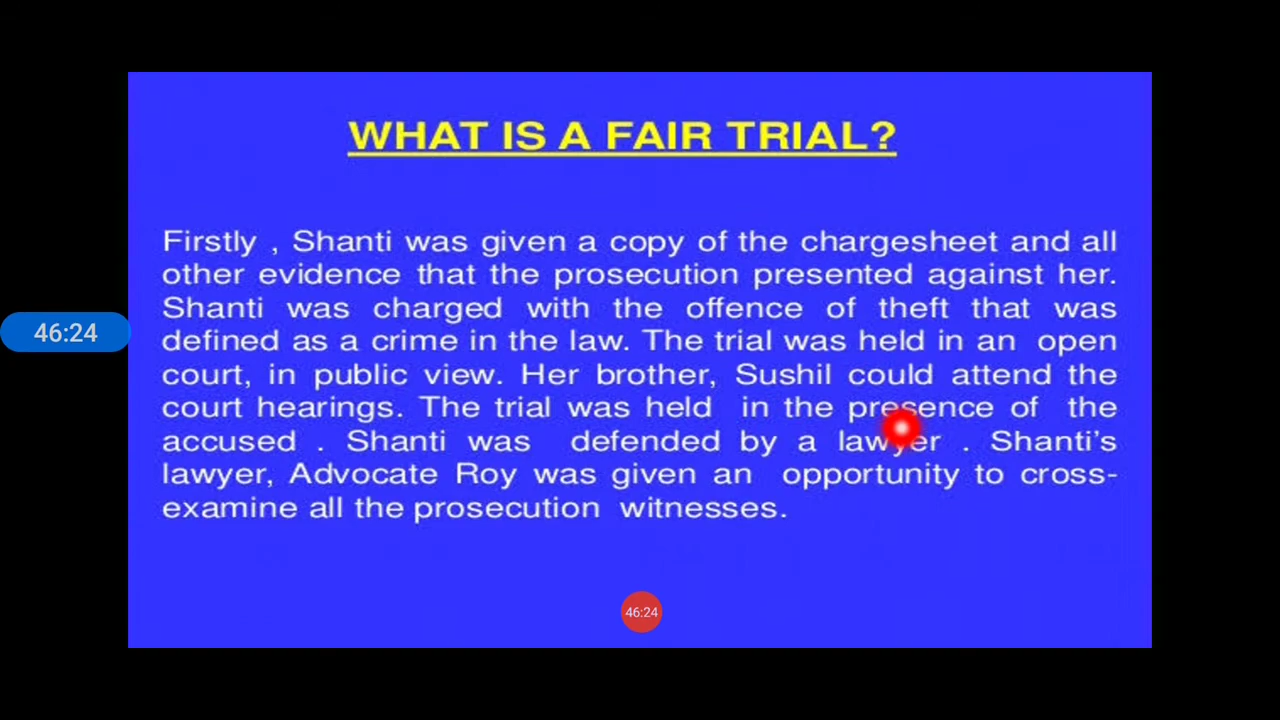 WHAT IS A FAIR TRIAL?
Firstly , Shanti was given a copy of the chargesheet and all
other evidence that the prosecution presented against her.
Shanti was charged with the offence of theft that was
defined as a crime in the law. The trial was held in an open
court, in public view. Her brother, Sushil could attend the
court hearings. The trial was held in the presence of the
accused . Shanti was defended by a lawyer . Shanti's
lawyer, Advocate Roy was given an opportunity to cross-
examine all the prosecution witnesses.
46:24
46:24